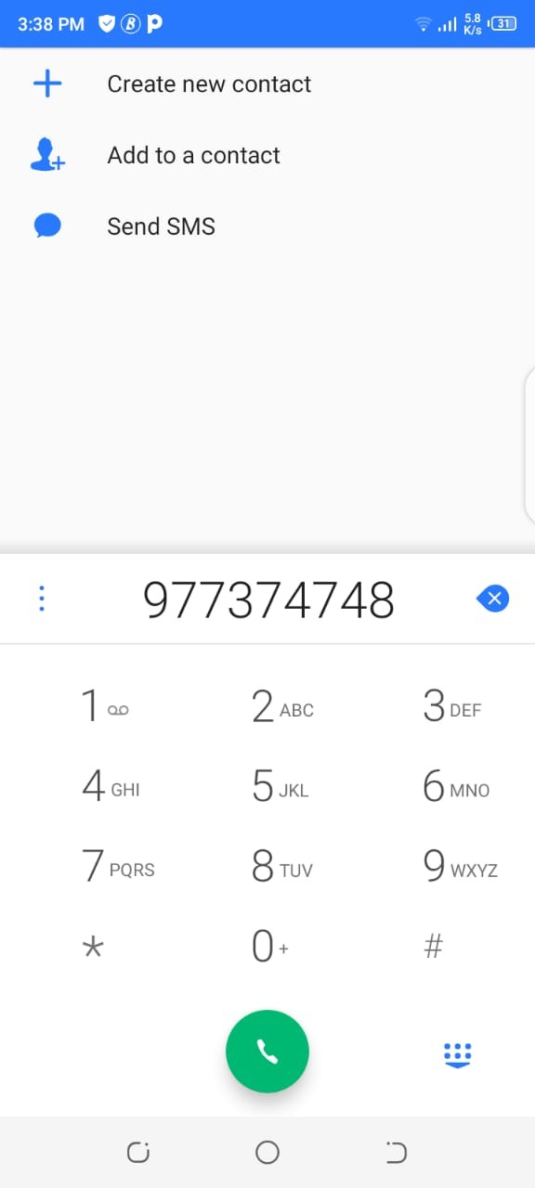 3:38 PM B P 5.8 K/s 31
Create new contact
Add to a contact
Send SMS
977374748
1 2 ABC 3 DEF
4 GHI 5 JKL 6 MNO
7 PQRS 8 TUV 9 WXYZ
* 0 + #